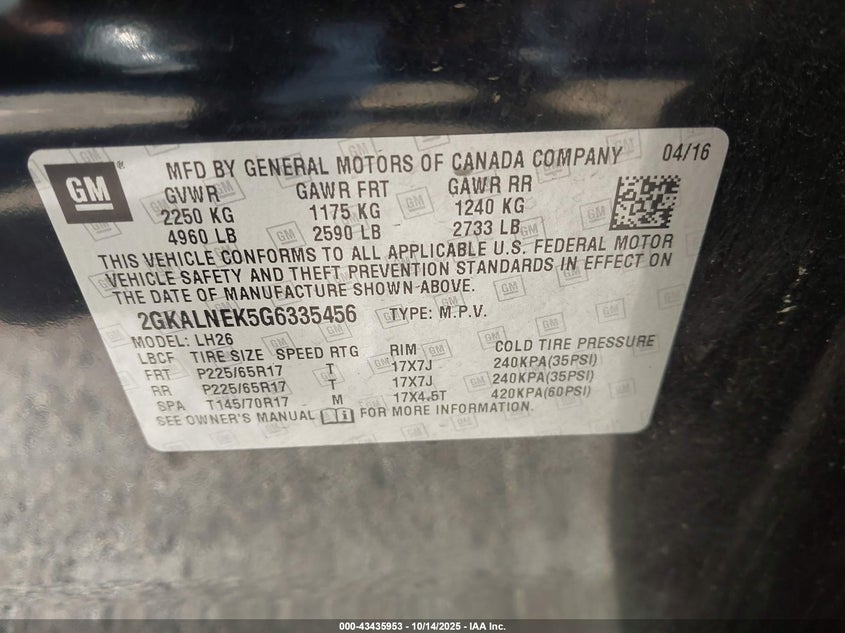 GM
MFD BY GENERAL MOTORS OF CANADA COMPANY 04/16
GVWR GAWR FRT GAWR RR
2250 KG 1175 KG 1240 KG
4960 LB 2590 LB 2733 LB
THIS VEHICLE CONFORMS TO ALL APPLICABLE U.S. FEDERAL MOTOR
VEHICLE SAFETY AND THEFT PREVENTION STANDARDS IN EFFECT ON
THE DATE OF MANUFACTURE SHOWN ABOVE.
2GKALNEK5G6335456 TYPE: M.P.V.
MODEL: LH26
LBCF TIRE SIZE SPEED RTG RIM COLD TIRE PRESSURE
FRT P225/65R17 T 17X7J 240KPA(35PSI)
RR P225/65R17 T 17X7J 240KPA(35PSI)
SPA T145/70R17 M 17X4.5T 420KPA(60PSI)
SEE OWNER'S MANUAL FOR MORE INFORMATION.
000-43435953 - 10/14/2025 - IAA Inc.